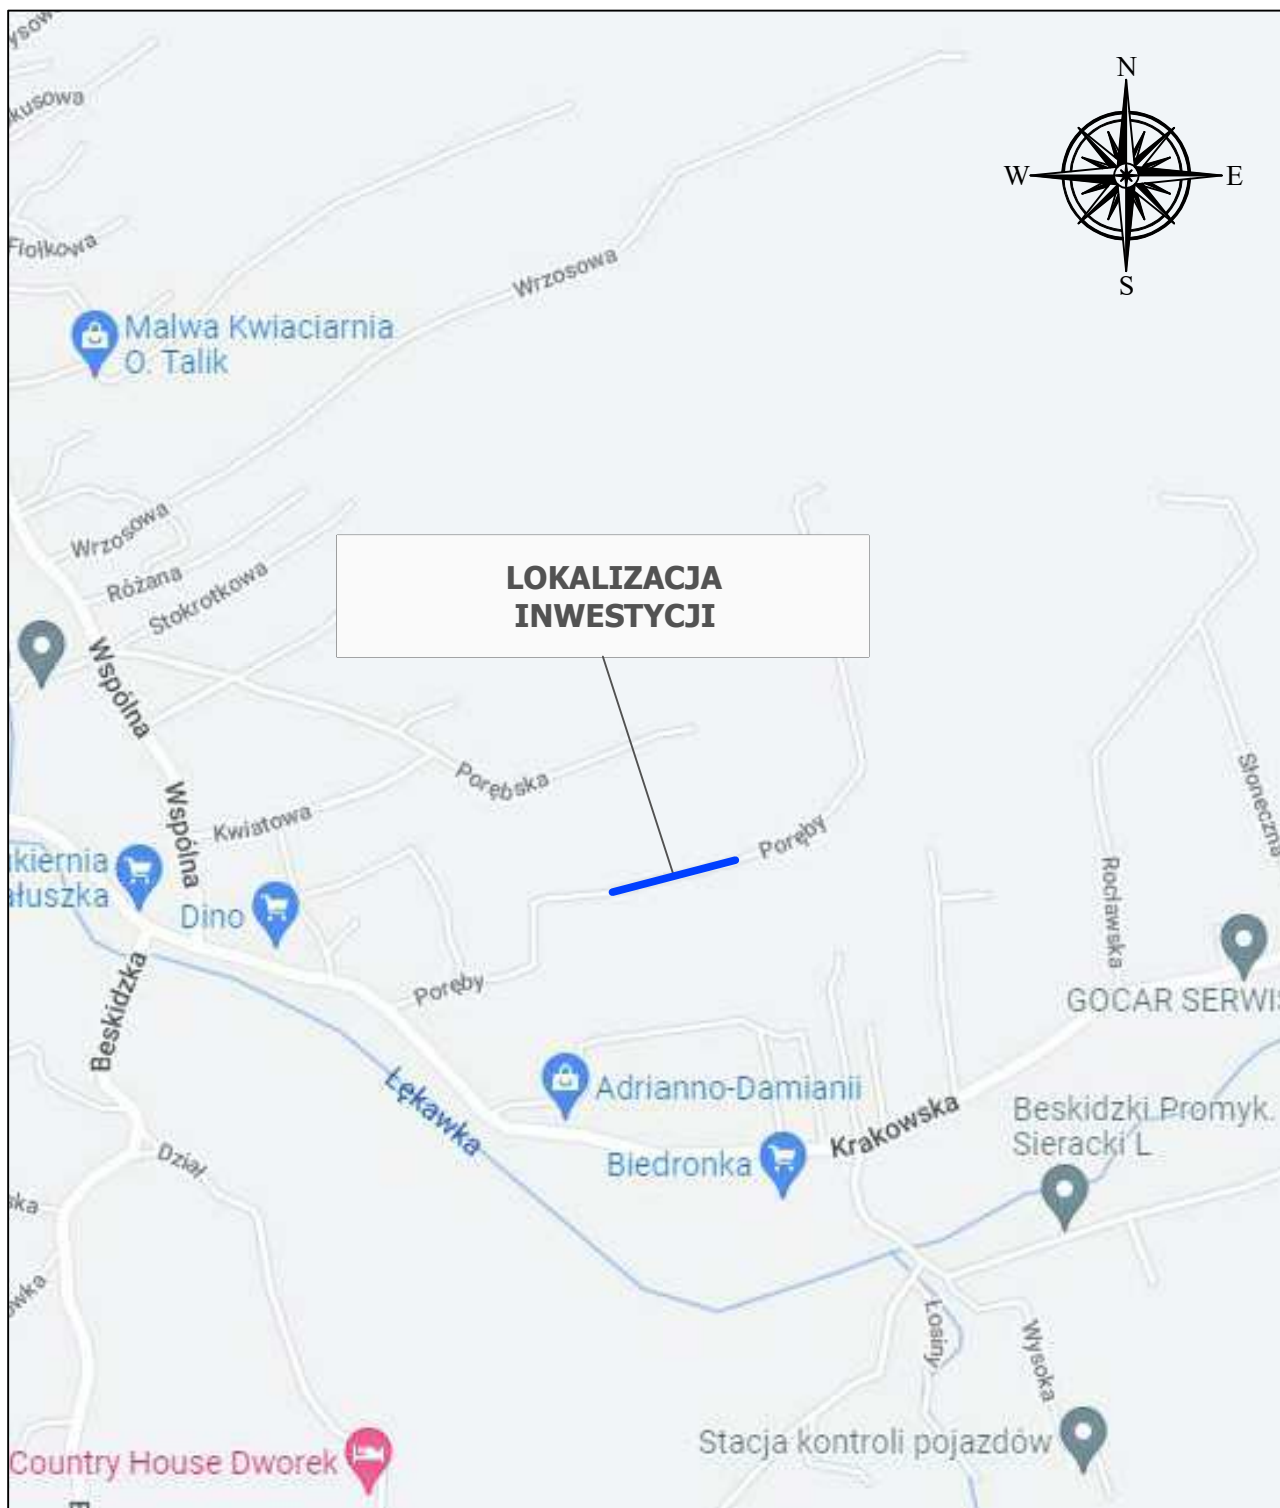 N
W
E
S
Fiołkowa
Wrzosowa
Malwa Kwiaciarnia
O. Talik
Wrzosowa
Różana
Stokrotkowa
LOKALIZACJA
INWESTYCJI
Wspólna
Porębska
Słoneczna
Wspólna
Kwiatowa
Poręby
Rocławska
Dino
Beskidzka
Poręby
GOCAR SERWIS
Łękawka
Adrianno-Damianii
Krakowska
Beskidzki Promyk.
Sieracki L
Biedronka
Dział
Łosiny
Wysoka
Stacja kontroli pojazdów
Country House Dworek